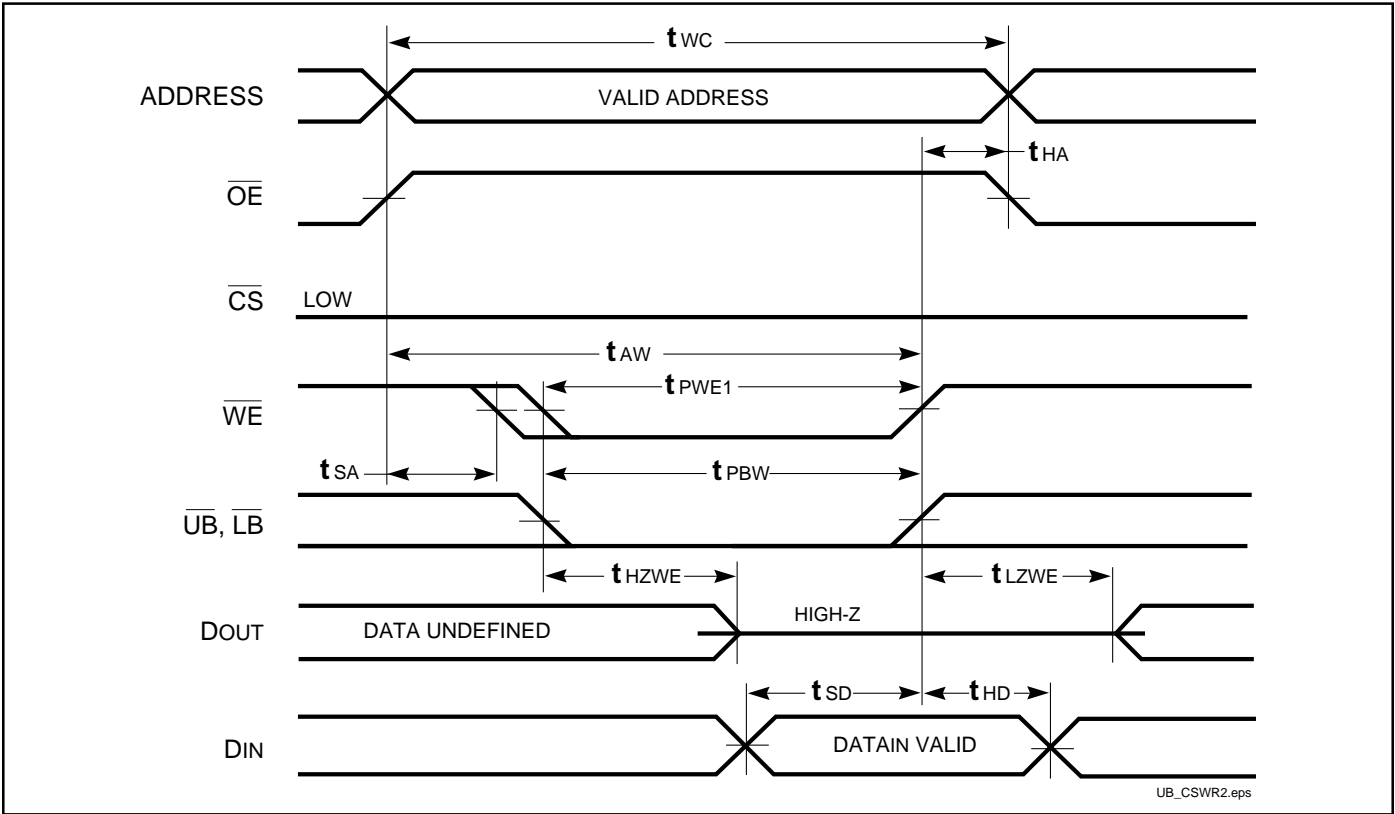 tWC
ADDRESS VALID ADDRESS
tHA
OE
CS LOW
tAW
tPWE1
WE
tSA tPBW
UB, LB
tHZWE tLZWE
DOUT DATA UNDEFINED HIGH-Z
tSD tHD
DIN DATAIN VALID
UB_CSWR2.eps